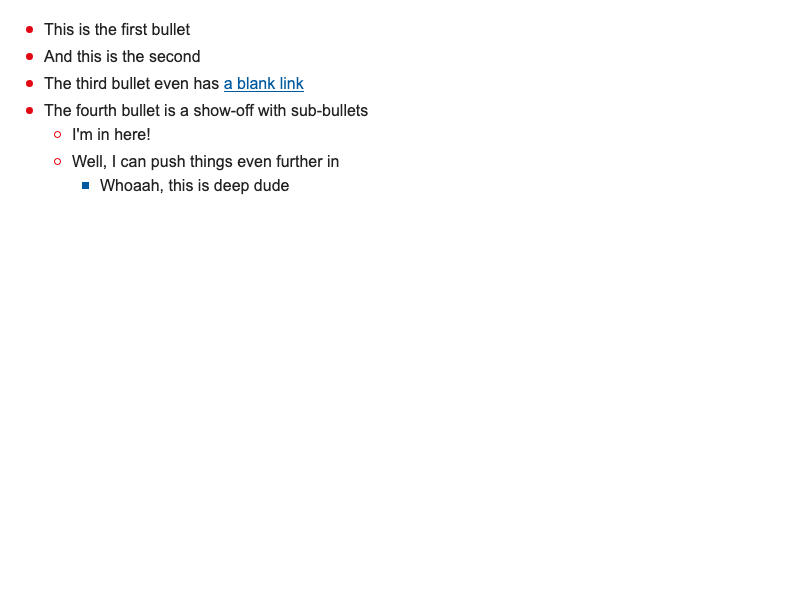 This is the first bullet
And this is the second
The third bullet even has a blank link
The fourth bullet is a show-off with sub-bullets
I'm in here!
Well, I can push things even further in
Whoaah, this is deep dude